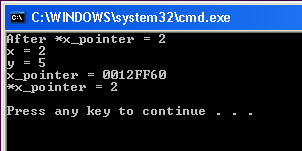 C:\WINDOWS\system32\cmd.exe
After *x_pointer = 2
x = 2
y = 5
x_pointer = 0012FF60
*x_pointer = 2
Press any key to continue . . .